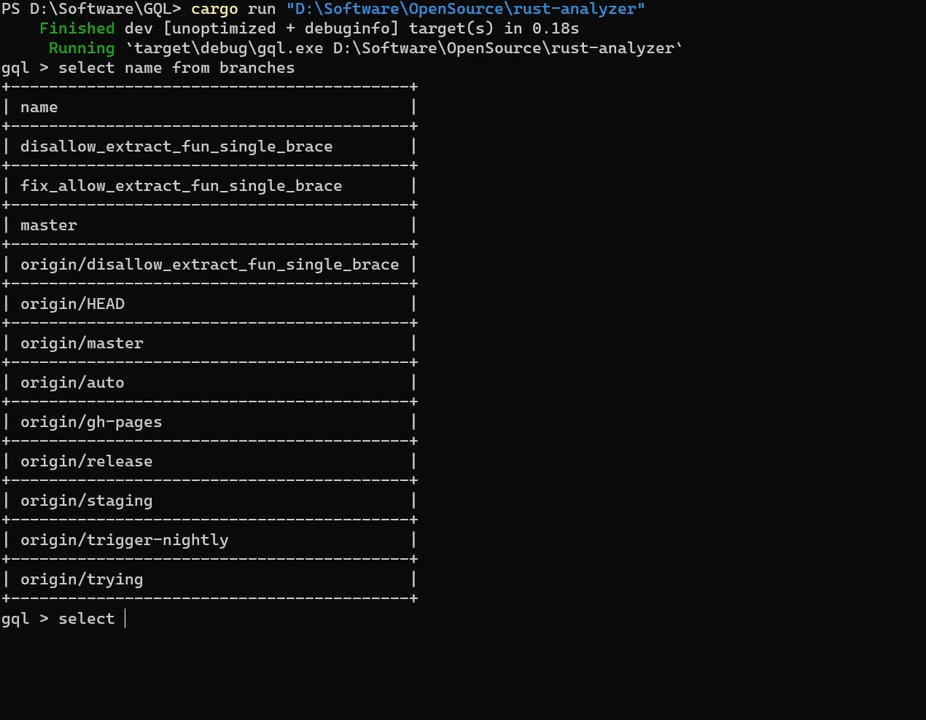 PS D:\Software\GQL> cargo run "D:\Software\OpenSource\rust-analyzer"
    Finished dev [unoptimized + debuginfo] target(s) in 0.18s
     Running `target\debug\gql.exe D:\Software\OpenSource\rust-analyzer`
gql > select name from branches
+------------------------------------------+
| name                                     |
+------------------------------------------+
| disallow_extract_fun_single_brace        |
+------------------------------------------+
| fix_allow_extract_fun_single_brace       |
+------------------------------------------+
| master                                   |
+------------------------------------------+
| origin/disallow_extract_fun_single_brace |
+------------------------------------------+
| origin/HEAD                              |
+------------------------------------------+
| origin/master                            |
+------------------------------------------+
| origin/auto                              |
+------------------------------------------+
| origin/gh-pages                          |
+------------------------------------------+
| origin/release                           |
+------------------------------------------+
| origin/staging                           |
+------------------------------------------+
| origin/trigger-nightly                   |
+------------------------------------------+
| origin/trying                            |
+------------------------------------------+
gql > select